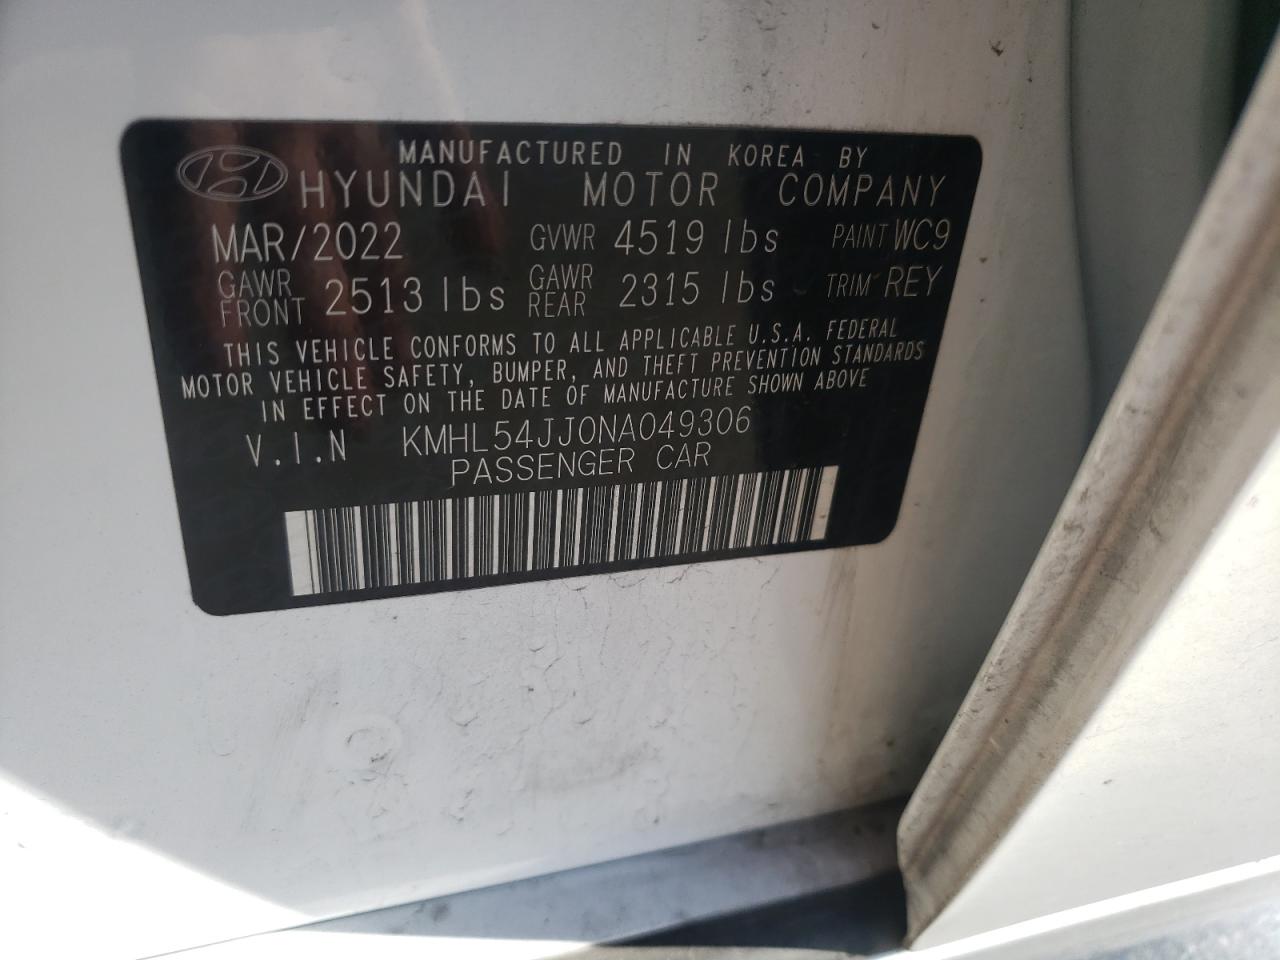 MANUFACTURED IN KOREA BY
HYUNDAI MOTOR COMPANY
MAR/2022 GVWR 4519 lbs PAINT WC9
GAWR FRONT 2513 lbs GAWR REAR 2315 lbs TRIM REY
THIS VEHICLE CONFORMS TO ALL APPLICABLE U.S.A. FEDERAL
MOTOR VEHICLE SAFETY, BUMPER, AND THEFT PREVENTION STANDARDS
IN EFFECT ON THE DATE OF MANUFACTURE SHOWN ABOVE
V.I.N KMHL54JJ0NA049306
PASSENGER CAR